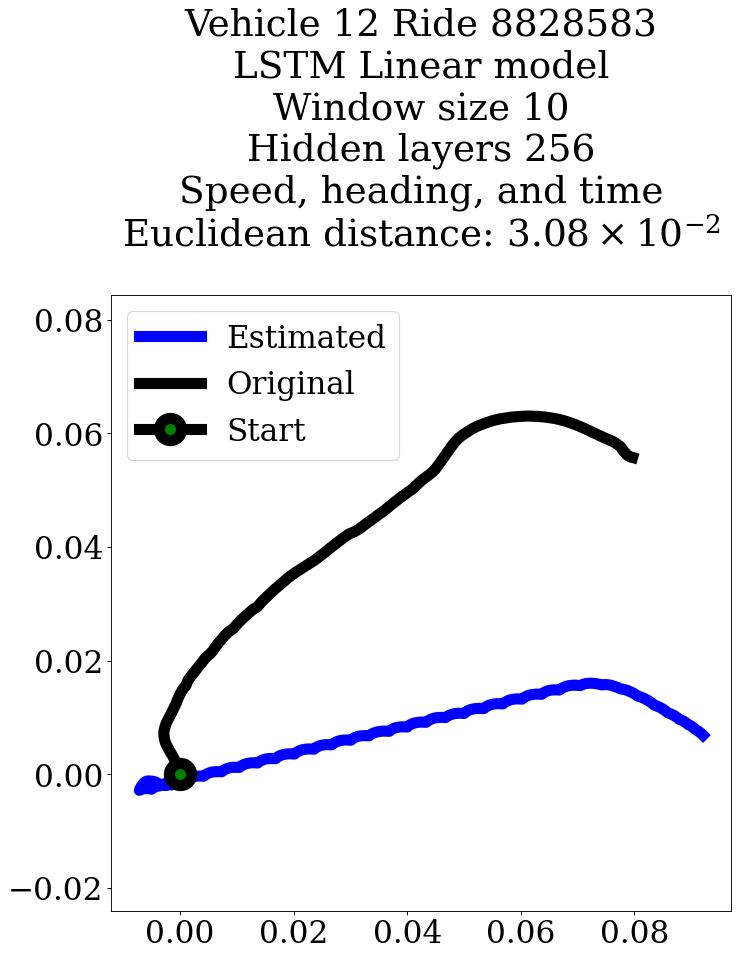 Vehicle 12 Ride 8828583
LSTM Linear model
Window size 10
Hidden layers 256
Speed, heading, and time
Euclidean distance: 3.08 × 10⁻²
Estimated
Original
Start
0.08
0.06
0.04
0.02
0.00
−0.02
0.00 0.02 0.04 0.06 0.08